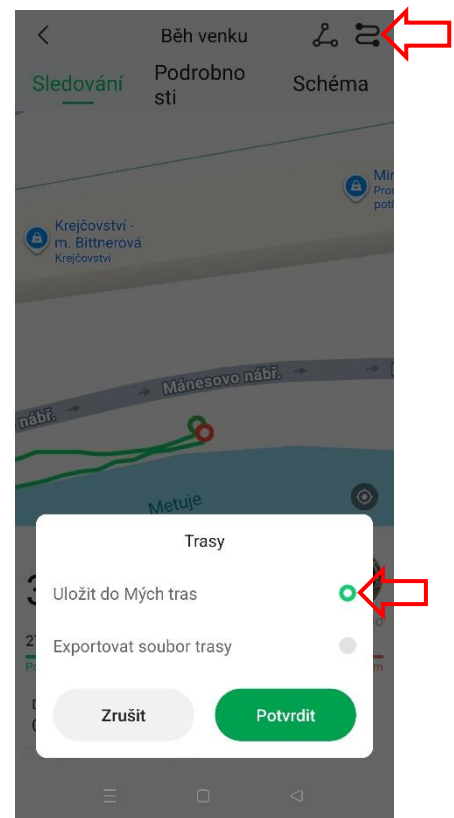 Běh venku
Sledování
Podrobno
sti
Schéma
Krejčovství -
m. Bittnerová
Krejčovství
Mánesovo nábř.
nábř.
Metuje
Trasy
Uložit do Mých tras
Exportovat soubor trasy
Zrušit
Potvrdit